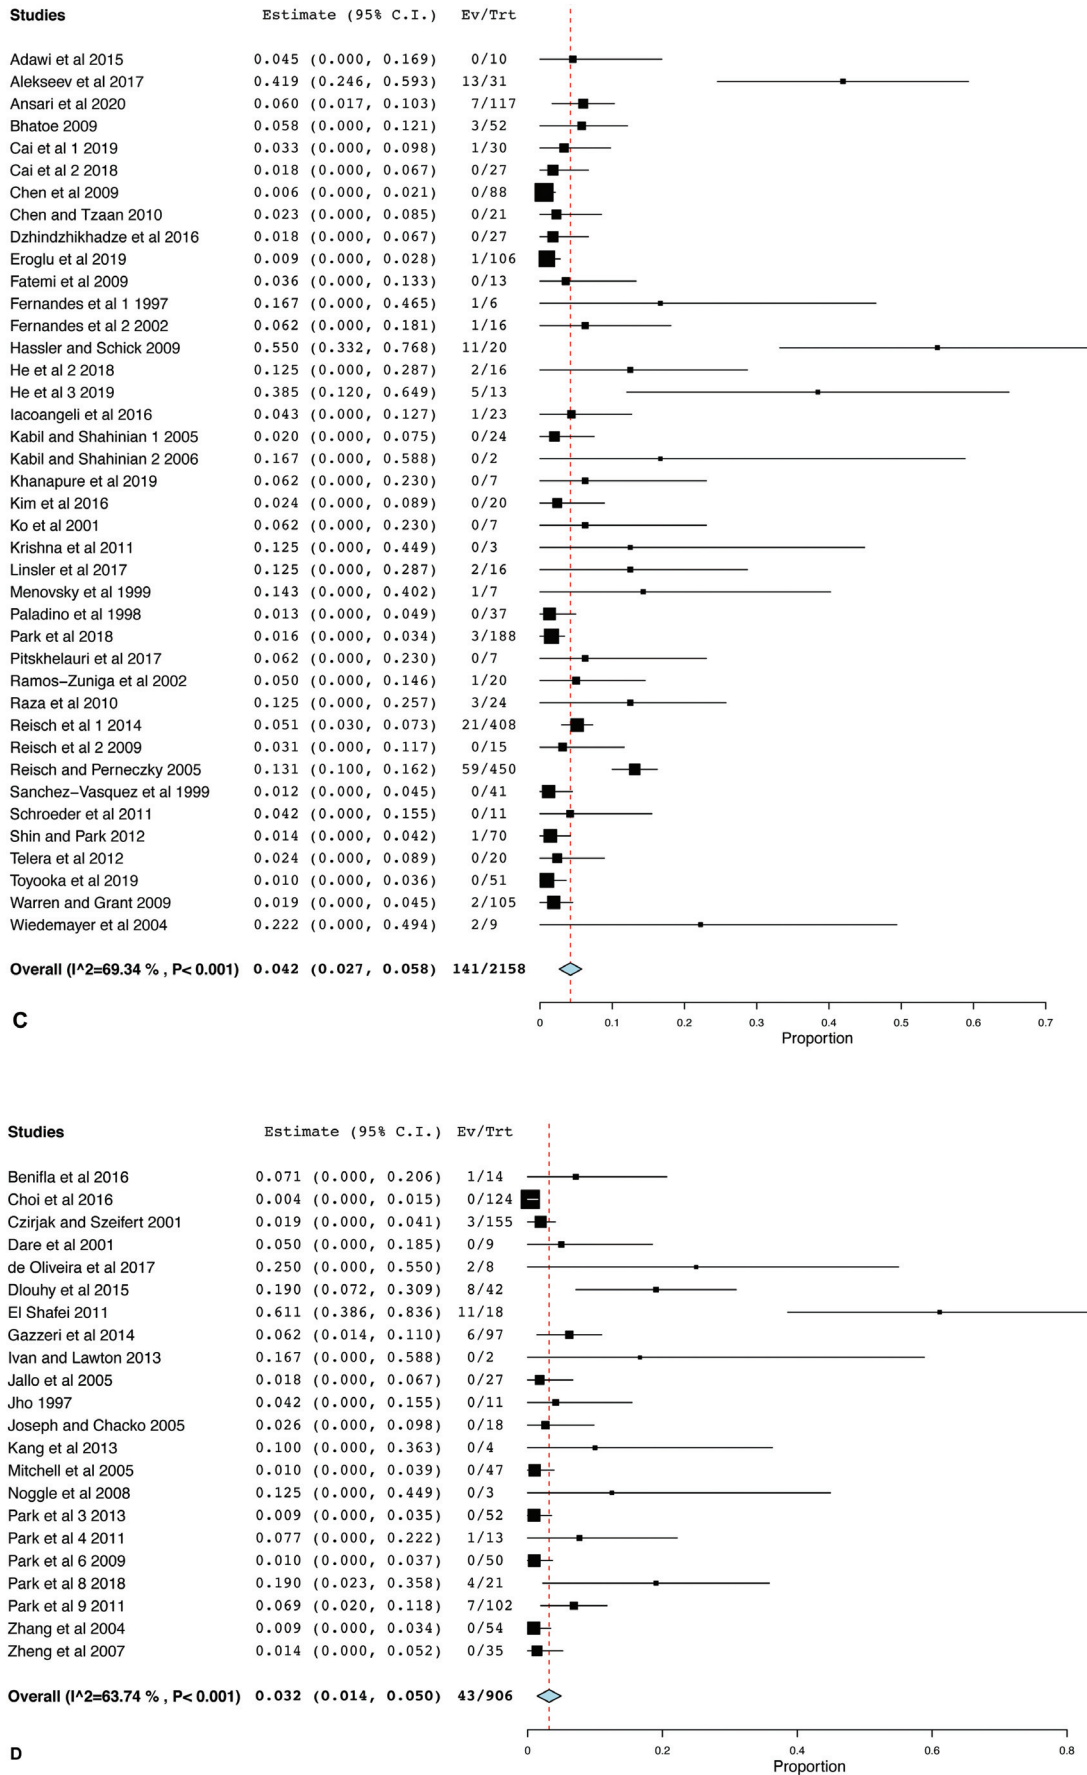 Studies Estimate (95% C.I.) Ev/Trt
Adawi et al 2015 0.045 (0.000, 0.169) 0/10
Alekseev et al 2017 0.419 (0.246, 0.593) 13/31
Ansari et al 2020 0.060 (0.017, 0.103) 7/117
Bhatoe 2009 0.058 (0.000, 0.121) 3/52
Cai et al 1 2019 0.033 (0.000, 0.098) 1/30
Cai et al 2 2018 0.018 (0.000, 0.067) 0/27
Chen et al 2009 0.006 (0.000, 0.021) 0/88
Chen and Tzaan 2010 0.023 (0.000, 0.085) 0/21
Dzhindzhikhadze et al 2016 0.018 (0.000, 0.067) 0/27
Eroglu et al 2019 0.009 (0.000, 0.028) 1/106
Fatemi et al 2009 0.036 (0.000, 0.133) 0/13
Fernandes et al 1 1997 0.167 (0.000, 0.465) 1/6
Fernandes et al 2 2002 0.062 (0.000, 0.181) 1/16
Hassler and Schick 2009 0.550 (0.332, 0.768) 11/20
He et al 2 2018 0.125 (0.000, 0.287) 2/16
He et al 3 2019 0.385 (0.120, 0.649) 5/13
Iacoangeli et al 2016 0.043 (0.000, 0.127) 1/23
Kabil and Shahinian 1 2005 0.020 (0.000, 0.075) 0/24
Kabil and Shahinian 2 2006 0.167 (0.000, 0.588) 0/2
Khanapure et al 2019 0.062 (0.000, 0.230) 0/7
Kim et al 2016 0.024 (0.000, 0.089) 0/20
Ko et al 2001 0.062 (0.000, 0.230) 0/7
Krishna et al 2011 0.125 (0.000, 0.449) 0/3
Linsler et al 2017 0.125 (0.000, 0.287) 2/16
Menovsky et al 1999 0.143 (0.000, 0.402) 1/7
Paladino et al 1998 0.013 (0.000, 0.049) 0/37
Park et al 2018 0.016 (0.000, 0.034) 3/188
Pitskhelauri et al 2017 0.062 (0.000, 0.230) 0/7
Ramos−Zuniga et al 2002 0.050 (0.000, 0.146) 1/20
Raza et al 2010 0.125 (0.000, 0.257) 3/24
Reisch et al 1 2014 0.051 (0.030, 0.073) 21/408
Reisch et al 2 2009 0.031 (0.000, 0.117) 0/15
Reisch and Perneczky 2005 0.131 (0.100, 0.162) 59/450
Sanchez−Vasquez et al 1999 0.012 (0.000, 0.045) 0/41
Schroeder et al 2011 0.042 (0.000, 0.155) 0/11
Shin and Park 2012 0.014 (0.000, 0.042) 1/70
Telera et al 2012 0.024 (0.000, 0.089) 0/20
Toyooka et al 2019 0.010 (0.000, 0.036) 0/51
Warren and Grant 2009 0.019 (0.000, 0.045) 2/105
Wiedemayer et al 2004 0.222 (0.000, 0.494) 2/9
Overall (I^2=69.34 % , P< 0.001) 0.042 (0.027, 0.058) 141/2158
0 0.1 0.2 0.3 0.4 0.5 0.6 0.7
Proportion
C
Studies Estimate (95% C.I.) Ev/Trt
Benifla et al 2016 0.071 (0.000, 0.206) 1/14
Choi et al 2016 0.004 (0.000, 0.015) 0/124
Czirjak and Szeifert 2001 0.019 (0.000, 0.041) 3/155
Dare et al 2001 0.050 (0.000, 0.185) 0/9
de Oliveira et al 2017 0.250 (0.000, 0.550) 2/8
Dlouhy et al 2015 0.190 (0.072, 0.309) 8/42
El Shafei 2011 0.611 (0.386, 0.836) 11/18
Gazzeri et al 2014 0.062 (0.014, 0.110) 6/97
Ivan and Lawton 2013 0.167 (0.000, 0.588) 0/2
Jallo et al 2005 0.018 (0.000, 0.067) 0/27
Jho 1997 0.042 (0.000, 0.155) 0/11
Joseph and Chacko 2005 0.026 (0.000, 0.098) 0/18
Kang et al 2013 0.100 (0.000, 0.363) 0/4
Mitchell et al 2005 0.010 (0.000, 0.039) 0/47
Noggle et al 2008 0.125 (0.000, 0.449) 0/3
Park et al 3 2013 0.009 (0.000, 0.035) 0/52
Park et al 4 2011 0.077 (0.000, 0.222) 1/13
Park et al 6 2009 0.010 (0.000, 0.037) 0/50
Park et al 8 2018 0.190 (0.023, 0.358) 4/21
Park et al 9 2011 0.069 (0.020, 0.118) 7/102
Zhang et al 2004 0.009 (0.000, 0.034) 0/54
Zheng et al 2007 0.014 (0.000, 0.052) 0/35
Overall (I^2=63.74 % , P< 0.001) 0.032 (0.014, 0.050) 43/906
0 0.2 0.4 0.6 0.8
Proportion
D